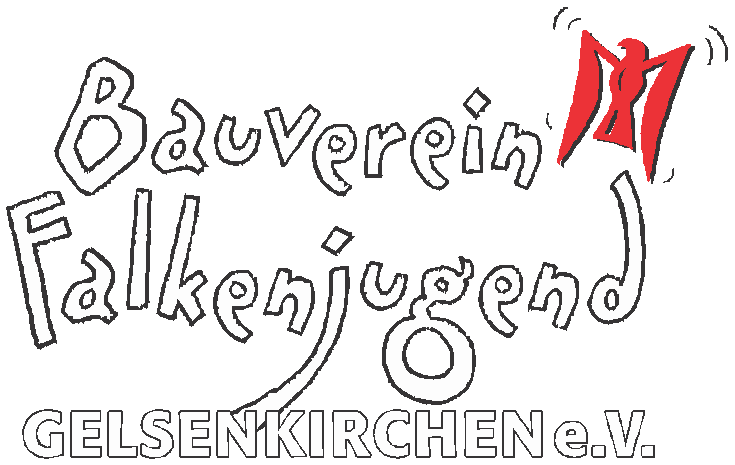 Bauverein
Falkenjugend
GELSENKIRCHEN e.V.